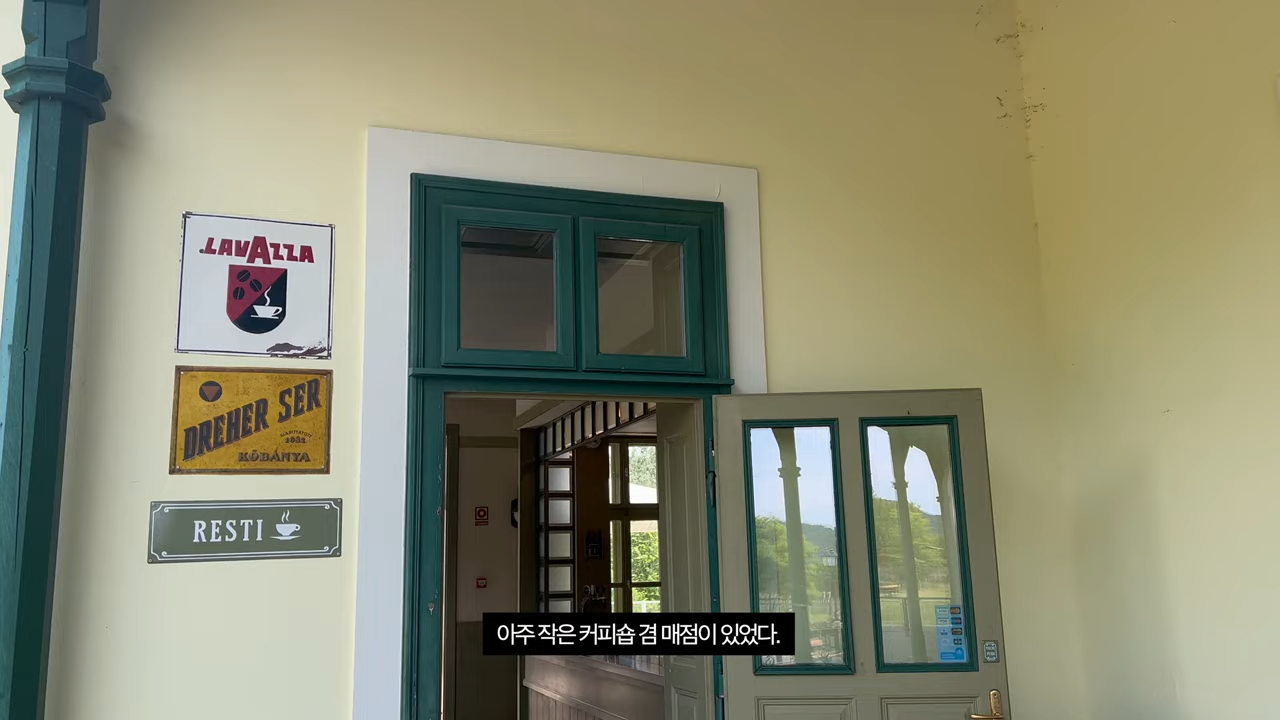 LAVAZZA
DREHER SER
KŐBÁNYA
RESTI
아주 작은 커피숍 겸 매점이 있었다.